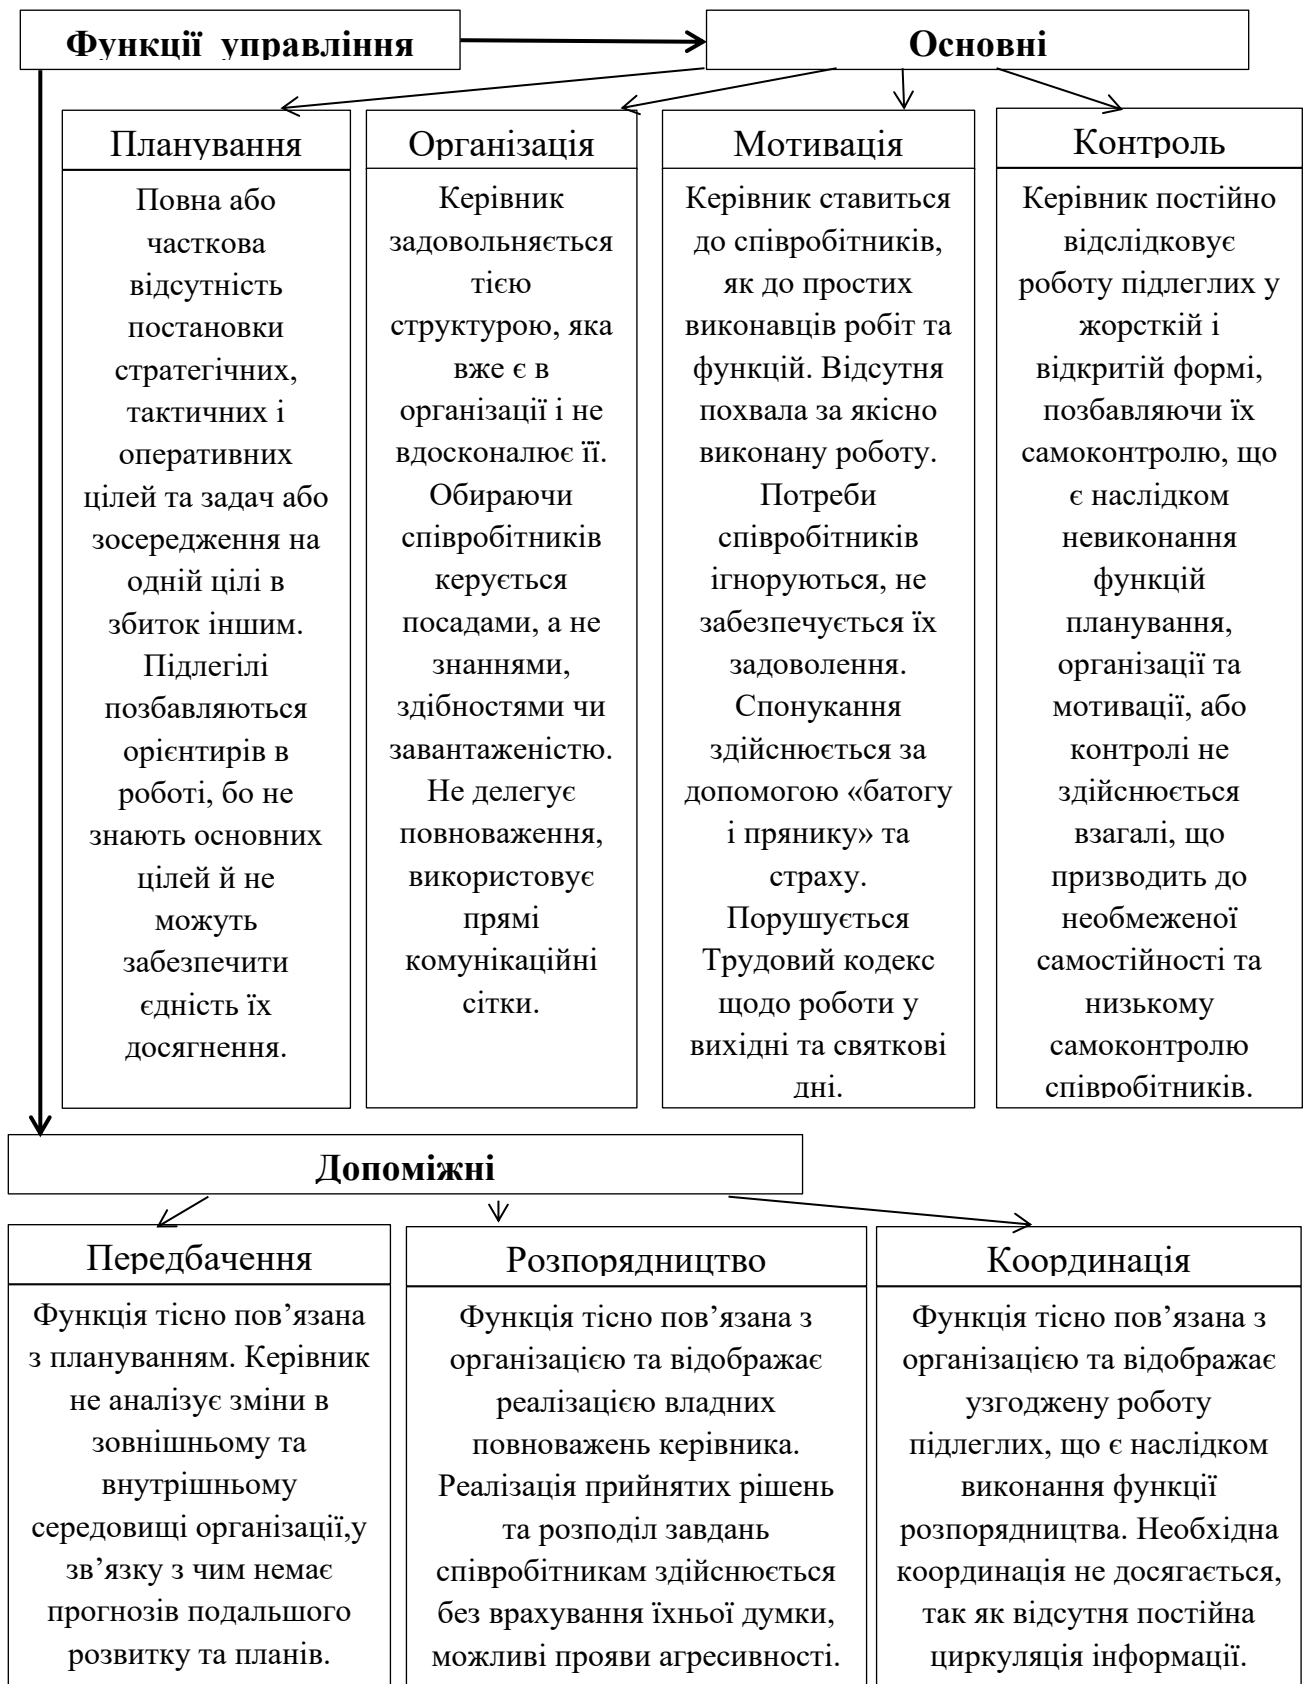 Функції управління
Основні
Планування
Повна або
часткова
відсутність
постановки
стратегічних,
тактичних і
оперативних
цілей та задач або
зосередження на
одній цілі в
збиток іншим.
Підлегілі
позбавляються
орієнтирів в
роботі, бо не
знають основних
цілей й не
можуть
забезпечити
єдність їх
досягнення.
Організація
Керівник
задовольняється
тією
структурою, яка
вже є в
організації і не
вдосконалює її.
Обираючи
співробітників
керується
посадами, а не
знаннями,
здібностями чи
завантаженістю.
Не делегує
повноваження,
використовує
прямі
комунікаційні
сітки.
Мотивація
Керівник ставиться
до співробітників,
як до простих
виконавців робіт та
функцій. Відсутня
похвала за якісно
виконану роботу.
Потреби
співробітників
ігноруються, не
забезпечується їх
задоволення.
Спонукання
здійснюється за
допомогою «батогу
і прянику» та
страху.
Порушується
Трудовий кодекс
щодо роботи у
вихідні та святкові
дні.
Контроль
Керівник постійно
відслідковує
роботу підлеглих у
жорсткій і
відкритій формі,
позбавляючи їх
самоконтролю, що
є наслідком
невиконання
функцій
планування,
організації та
мотивації, або
контролі не
здійснюється
взагалі, що
призводить до
необмеженої
самостійності та
низькому
самоконтролю
співробітників.
Допоміжні
Передбачення
Функція тісно пов’язана
з плануванням. Керівник
не аналізує зміни в
зовнішньому та
внутрішньому
середовищі організації,у
зв’язку з чим немає
прогнозів подальшого
розвитку та планів.
Розпорядництво
Функція тісно пов’язана з
організацією та відображає
реалізацією владних
повноважень керівника.
Реалізація прийнятих рішень
та розподіл завдань
співробітникам здійснюється
без врахування їхньої думки,
можливі прояви агресивності.
Координація
Функція тісно пов’язана з
організацією та відображає
узгоджену роботу
підлеглих, що є наслідком
виконання функції
розпорядництва. Необхідна
координація не досягається,
так як відсутня постійна
циркуляція інформації.